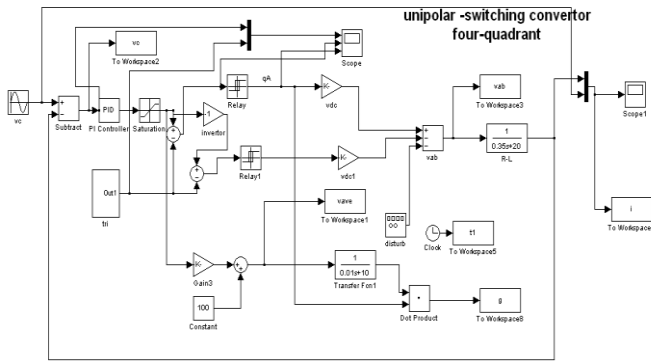 unipolar -switching convertor
four-quadrant
vc
To Workspace2
Scope
vc
Subtract
PID
PI Controller
Saturation
-1
invertor
Relay
qA
K-
vdc
vab
To Workspace3
Scope1
Relay1
K-
vdc1
vab
1
0.35s+20
R-L
Out1
tri
vave
To Workspace1
disturb
Clock
t1
To Workspace5
i
To Workspace
K-
Gain3
100
Constant
1
0.01s+10
Transfer Fcn1
Dot Product
g
To Workspace8